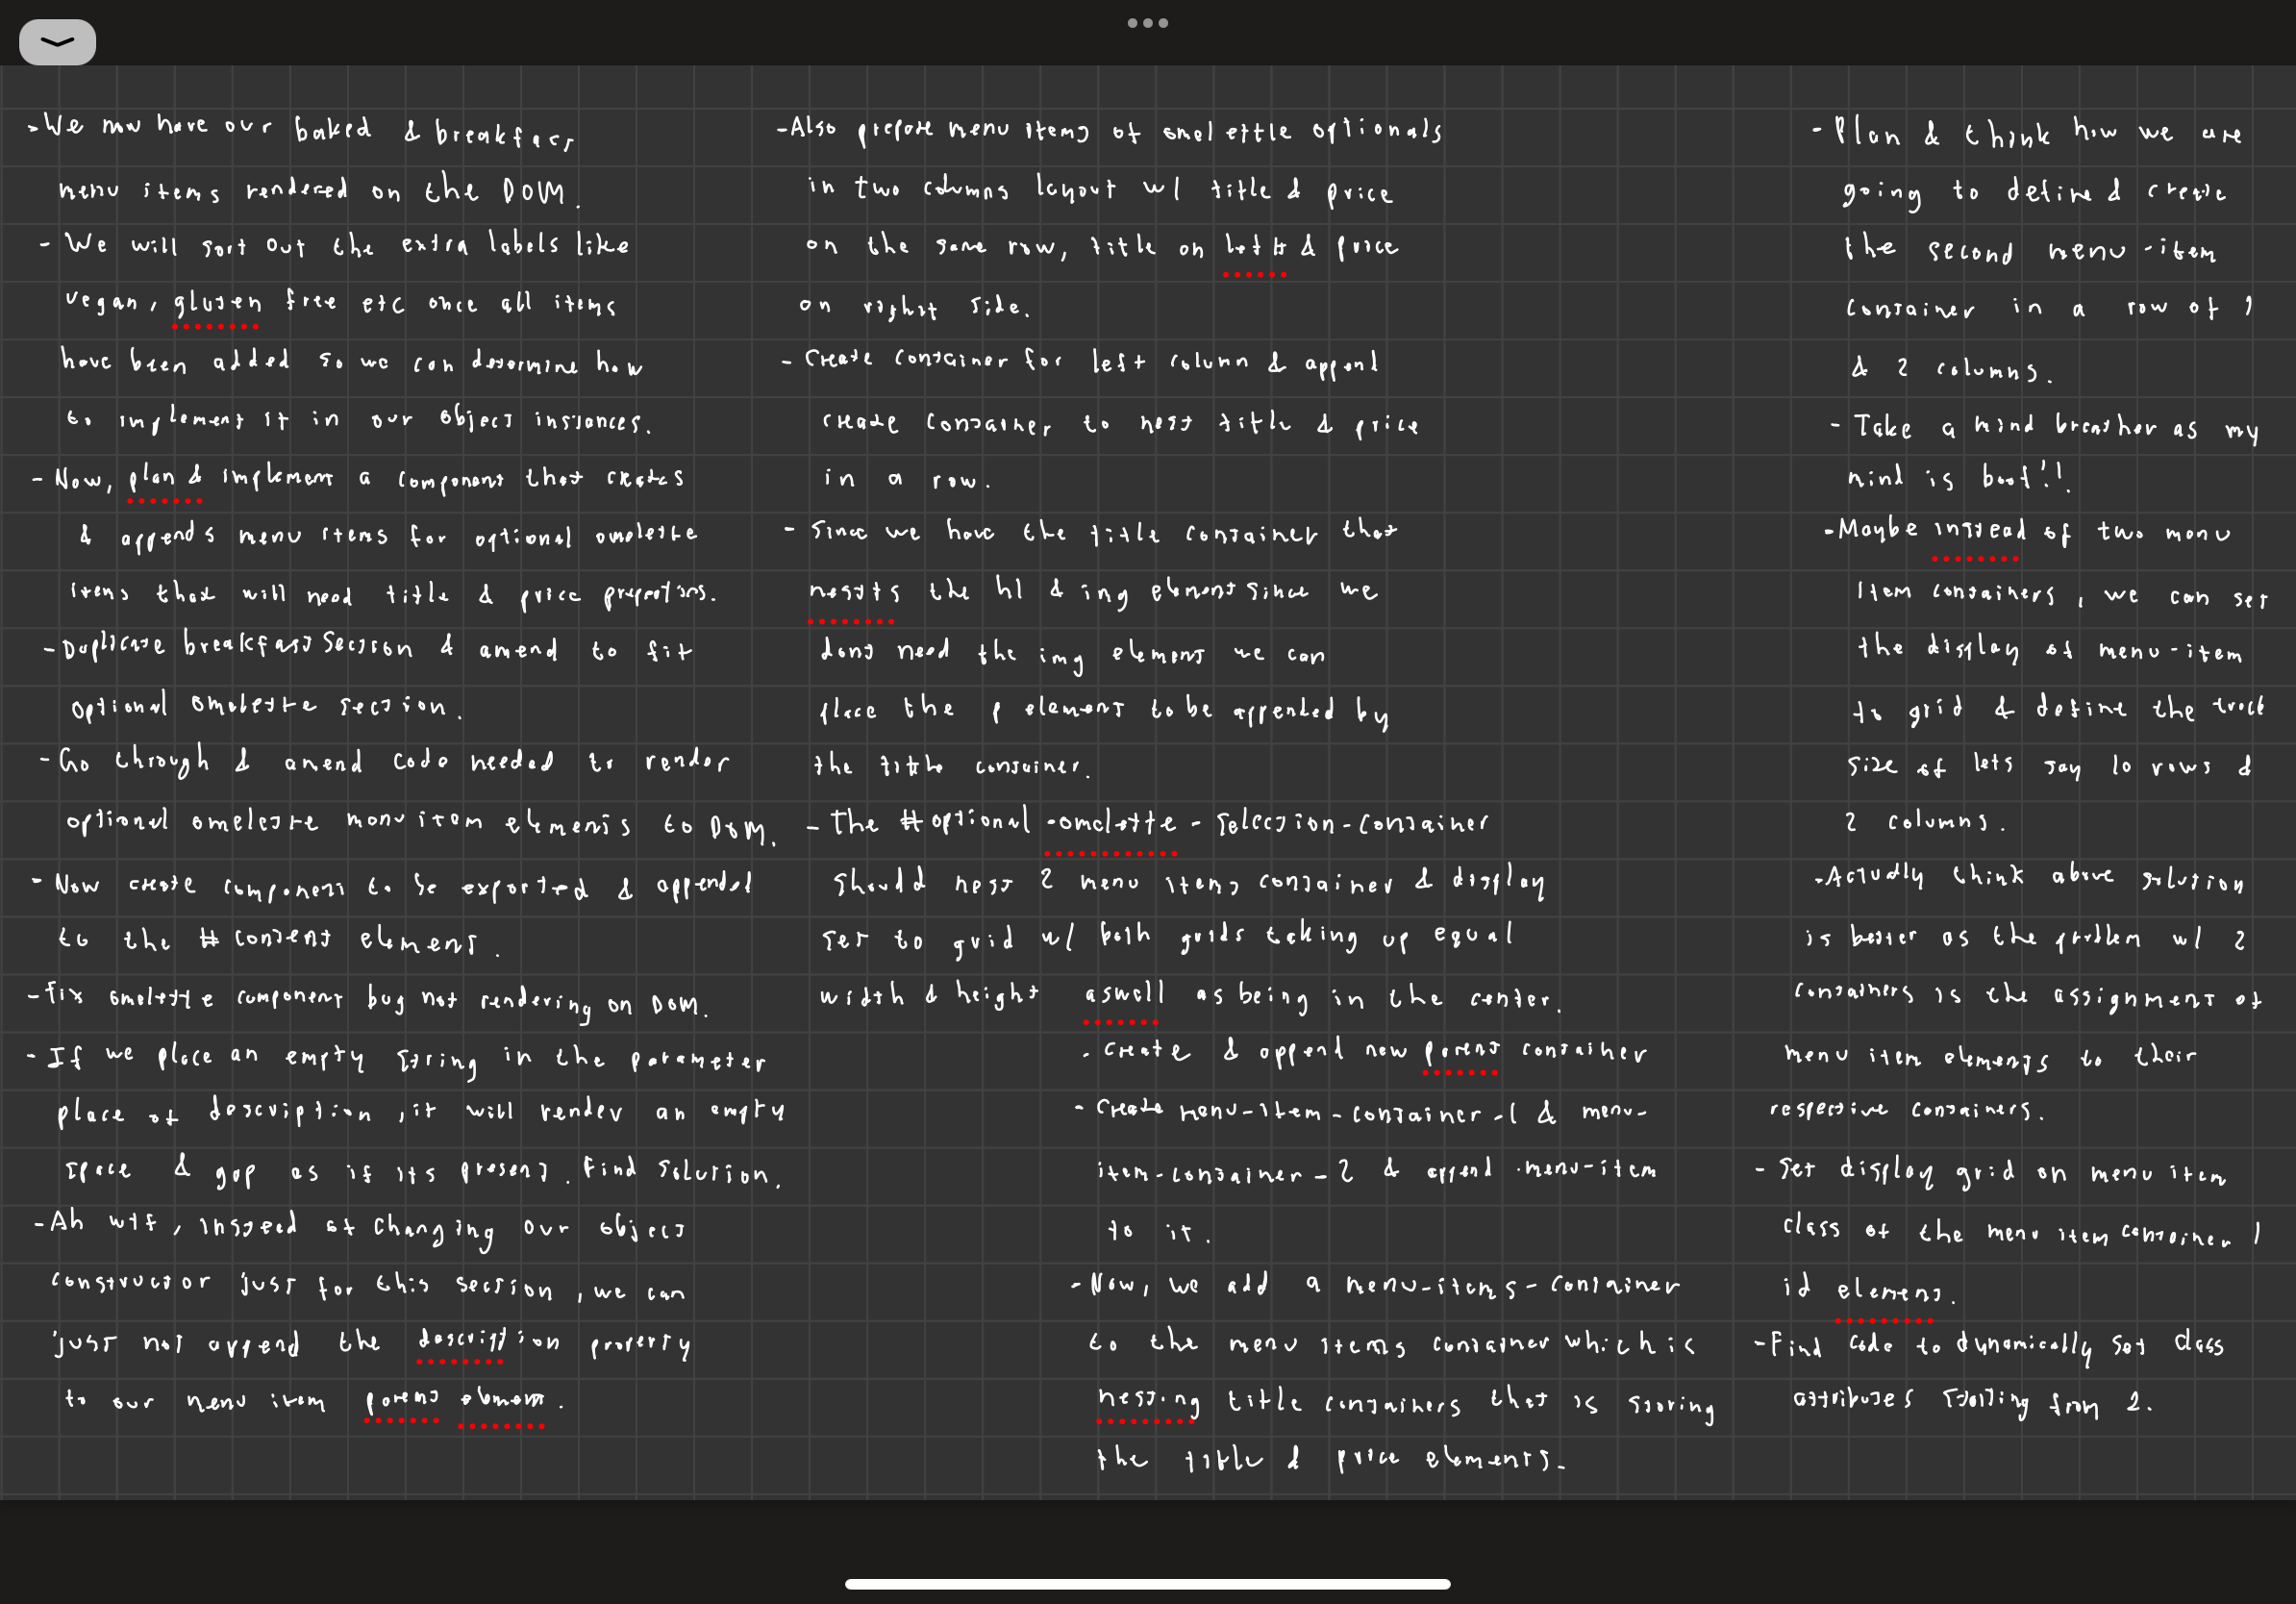 - We now have our baked & breakfast
menu items rendered on the DOM.
- We will sort out the extra labels like
vegan, gluten free etc once all items
have been added so we can determine how
to implement it in our object instances.
- Now, plan & implement a component that creates
& appends menu items for optional omelette
items that will need title & price properties.
- Duplicate breakfast Section & amend to fit
optional omelette section.
- Go through & amend code needed to render
optional omelette menu item elements to DOM.
- Now create component to be exported & appended
to the #content element.
- Fix omelette component bug not rendering on DOM.
- If we place an empty string in the parameter
place of description, it will render an empty
space & gap as if its present. Find solution.
- Ah wtf, instead of changing our object
constructor just for this section, we can
just not append the description property
to our menu item parent element.
- Also prepare menu items of omelettle optionals
in two columns layout w/ title & price
on the same row, title on left & price
on right side.
- Create container for left column & append
create container to nest title & price
in a row.
- Since we have the title container that
nests the h1 & img element since we
dont need the img element we can
place the p element to be appended by
the title container.
- The #optional-omelette-selection-container
should nest 2 menu items container & display
set to grid w/ both grids taking up equal
width & height aswell as being in the center.
- Create & append new parent container
- Create menu-item-container-1 & menu-
item-container-2 & append .menu-item
to it.
- Now, we add a menu-items-container
to the menu items container which is
nesting title containers that is storing
the title & price elements.
- Plan & think how we are
going to define & create
the second menu-item
container in a row of 1
& 2 columns.
- Take a mind breather as my
mind is boof!!
- Maybe instead of two menu
item containers, we can set
the display of menu-item
to grid & define the track
size of lets say 10 rows &
2 columns.
- Actually think above solution
is better as the problem w/ 2
containers is the assignment of
menu item elements to their
respective containers.
- Set display grid on menu item
class of the menu item container 1
id element.
- Find code to dynamically set class
attributes starting from 2.